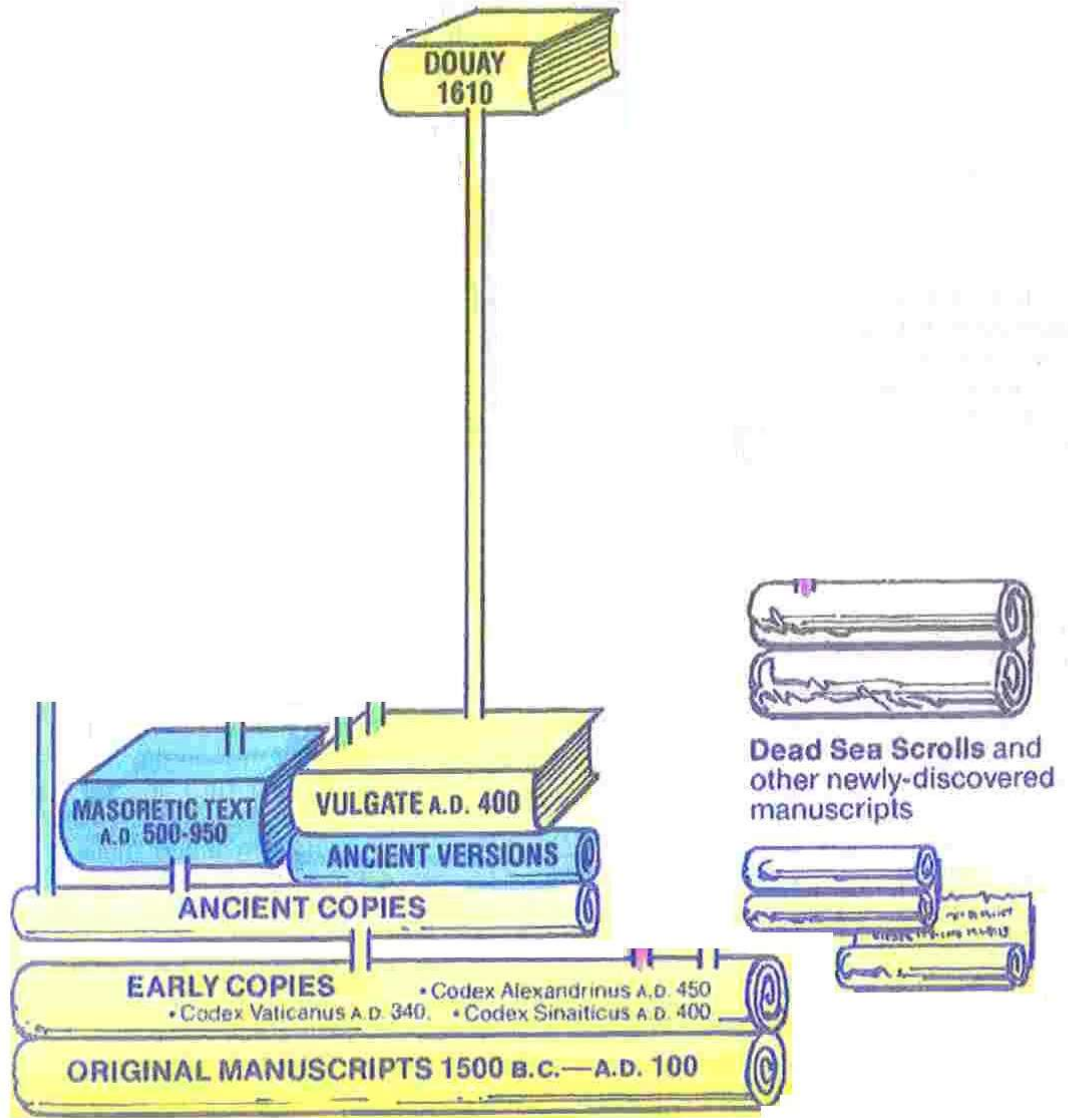 DOUAY
1610
MASORETIC TEXT
A.D. 500-950
VULGATE A.D. 400
ANCIENT VERSIONS
ANCIENT COPIES
EARLY COPIES
• Codex Alexandrinus A.D. 450
• Codex Vaticanus A.D. 340. • Codex Sinaiticus A.D. 400
ORIGINAL MANUSCRIPTS 1500 B.C.—A.D. 100
Dead Sea Scrolls and
other newly-discovered
manuscripts